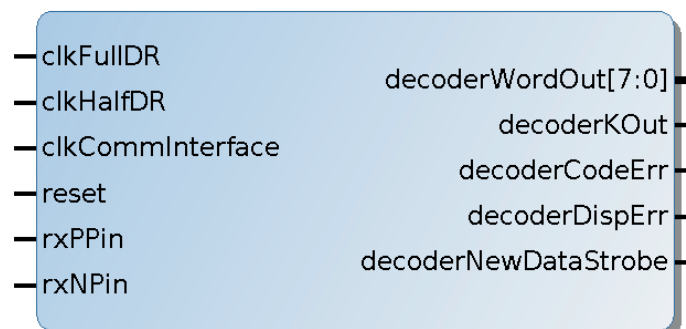 clkFullDR
clkHalfDR
clkCommInterface
reset
rxPPin
rxNPin
decoderWordOut[7:0]
decoderKOut
decoderCodeErr
decoderDispErr
decoderNewDataStrobe